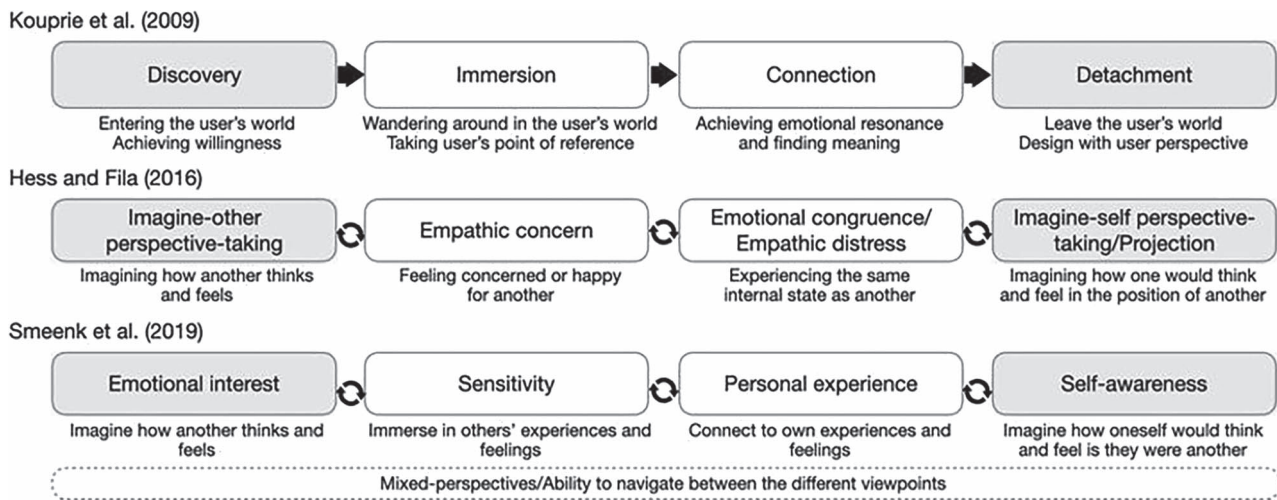 Kouprie et al. (2009)
Discovery
Immersion
Connection
Detachment
Entering the user's world
Achieving willingness
Wandering around in the user's world
Taking user's point of reference
Achieving emotional resonance
and finding meaning
Leave the user's world
Design with user perspective
Hess and Fila (2016)
Imagine-other
perspective-taking
Empathic concern
Emotional congruence/
Empathic distress
Imagine-self perspective-
taking/Projection
Imagining how another thinks
and feels
Feeling concerned or happy
for another
Experiencing the same
internal state as another
Imagining how one would think
and feel in the position of another
Smeenk et al. (2019)
Emotional interest
Sensitivity
Personal experience
Self-awareness
Imagine how another thinks and
feels
Immerse in others' experiences and
feelings
Connect to own experiences and
feelings
Imagine how oneself would think
and feel is they were another
Mixed-perspectives/Ability to navigate between the different viewpoints